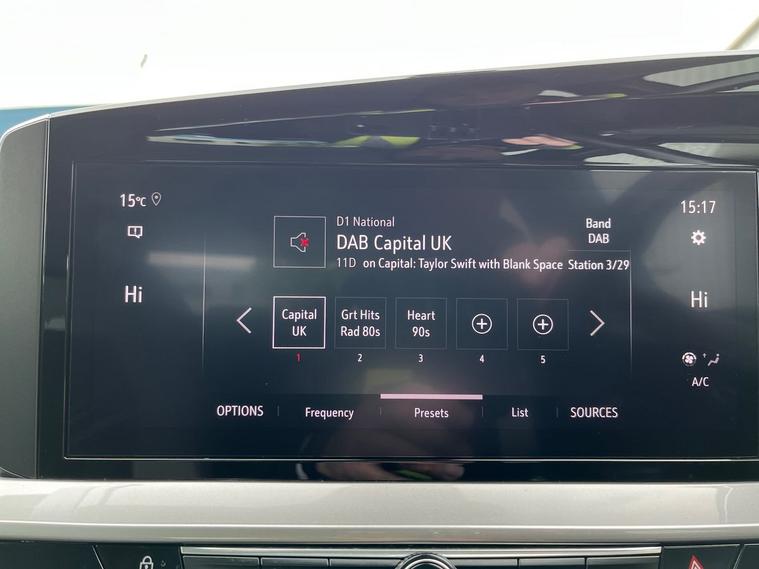 15°C
15:17
D1 National
DAB Capital UK
11D on Capital: Taylor Swift with Blank Space
Band
DAB
Station 3/29
Hi
Hi
Capital
UK
1
Grt Hits
Rad 80s
2
Heart
90s
3
4
5
A/C
OPTIONS
Frequency
Presets
List
SOURCES